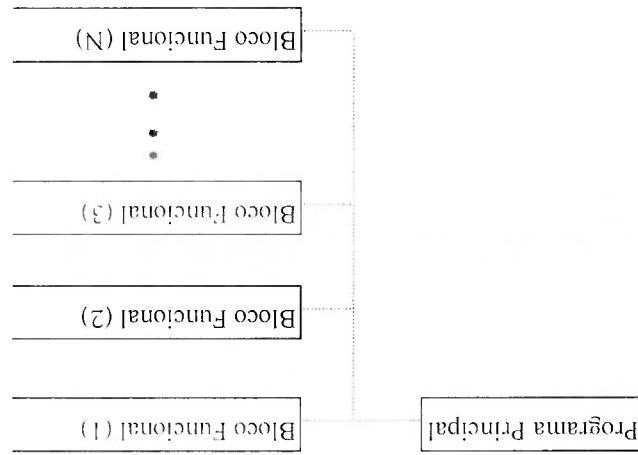 Programa Principal
Bloco Funcional (1)
Bloco Funcional (2)
Bloco Funcional (3)
Bloco Funcional (N)